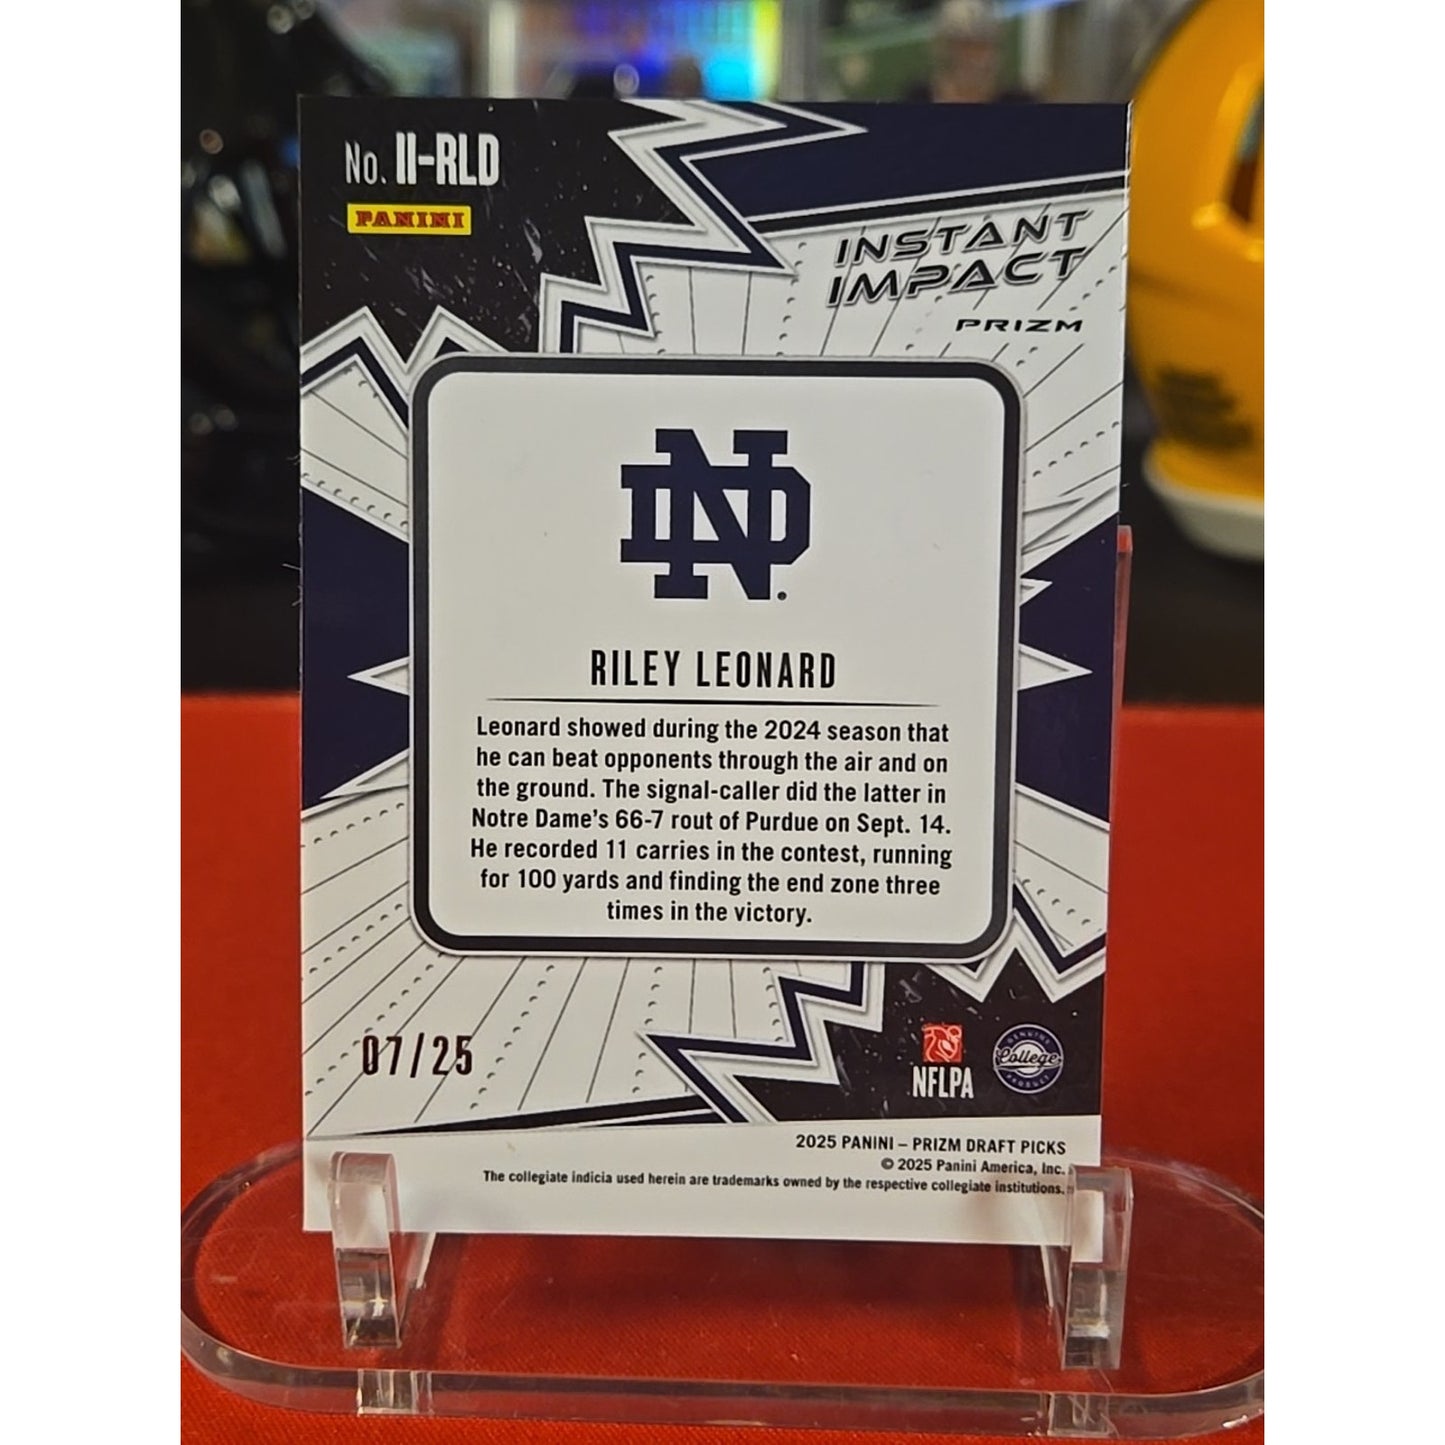 No. II-RLD
PANINI
INSTANT
IMPACT
PRIZM
ND
RILEY LEONARD
Leonard showed during the 2024 season that
he can beat opponents through the air and on
the ground. The signal-caller did the latter in
Notre Dame's 66-7 rout of Purdue on Sept. 14.
He recorded 11 carries in the contest, running
for 100 yards and finding the end zone three
times in the victory.
07/25
NFLPA
GENUINE
College
PRODUCT
2025 PANINI – PRIZM DRAFT PICKS
© 2025 Panini America, Inc.
The collegiate indicia used herein are trademarks owned by the respective collegiate institutions.